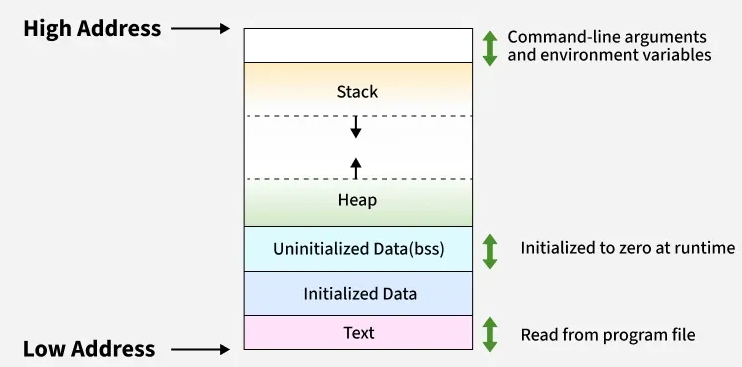 High Address
Command-line arguments
and environment variables
Stack
Heap
Uninitialized Data(bss)
Initialized to zero at runtime
Initialized Data
Text
Read from program file
Low Address